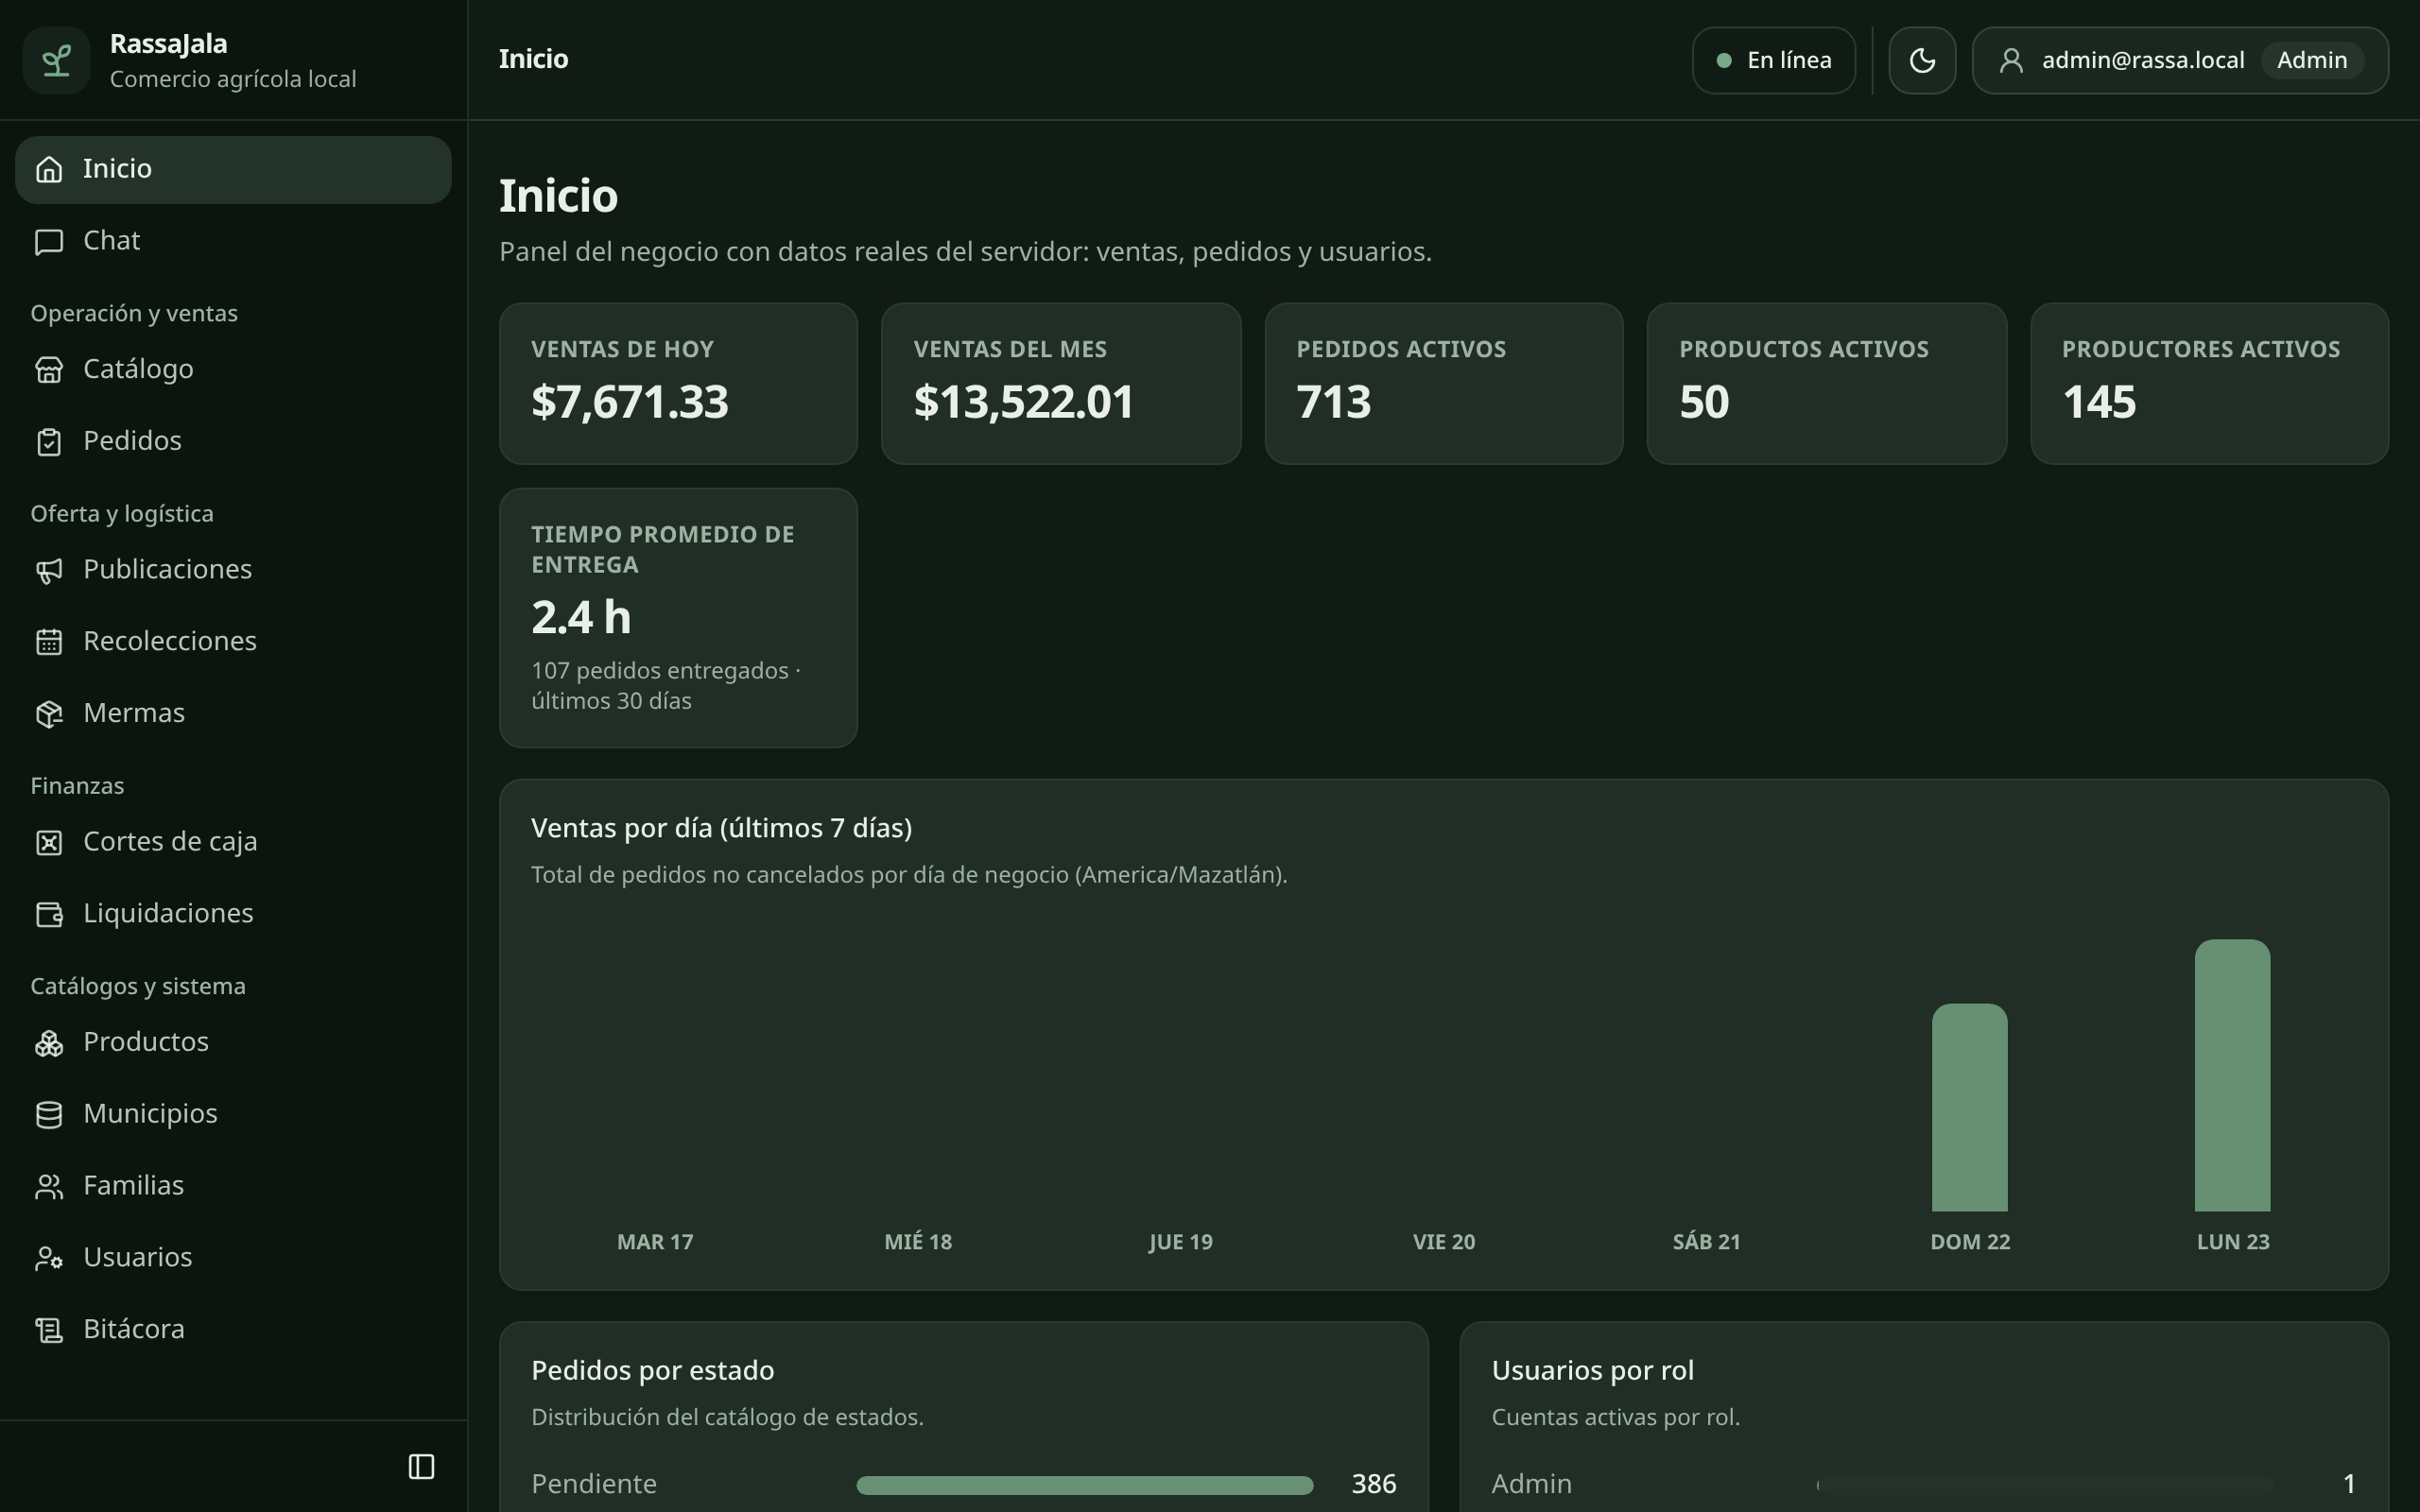 RassaJala
Comercio agrícola local
Inicio
Chat
Operación y ventas
Catálogo
Pedidos
Oferta y logística
Publicaciones
Recolecciones
Mermas
Finanzas
Cortes de caja
Liquidaciones
Catálogos y sistema
Productos
Municipios
Familias
Usuarios
Bitácora
Inicio
En línea
admin@rassa.local
Admin
Inicio
Panel del negocio con datos reales del servidor: ventas, pedidos y usuarios.
VENTAS DE HOY
$7,671.33
VENTAS DEL MES
$13,522.01
PEDIDOS ACTIVOS
713
PRODUCTOS ACTIVOS
50
PRODUCTORES ACTIVOS
145
TIEMPO PROMEDIO DE
ENTREGA
2.4 h
107 pedidos entregados ·
últimos 30 días
Ventas por día (últimos 7 días)
Total de pedidos no cancelados por día de negocio (America/Mazatlán).
MAR 17
MIÉ 18
JUE 19
VIE 20
SÁB 21
DOM 22
LUN 23
Pedidos por estado
Distribución del catálogo de estados.
Pendiente
386
Usuarios por rol
Cuentas activas por rol.
Admin
1